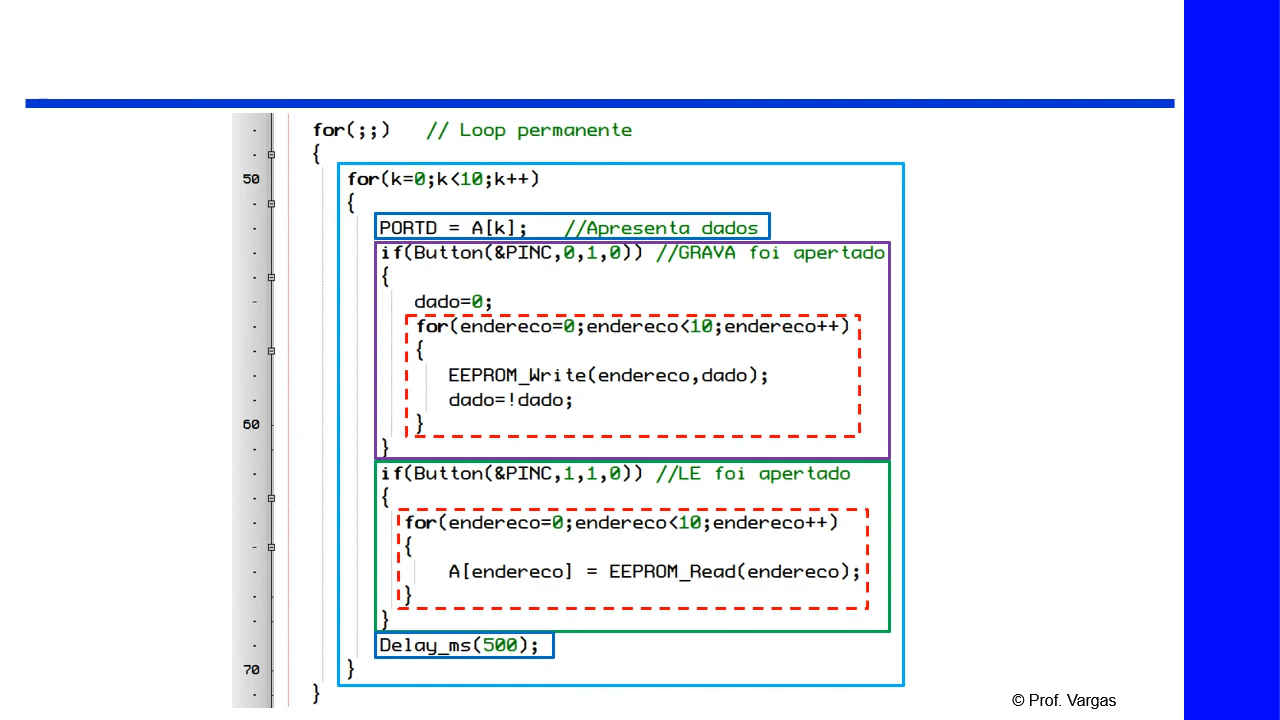 for(;;) // Loop permanente
{
50 for(k=0;k<10;k++)
{
PORTD = A[k]; //Apresenta dados
if(Button(&PINC,0,1,0)) //GRAVA foi apertado
{
dado=0;
for(endereco=0;endereco<10;endereco++)
{
EEPROM_Write(endereco,dado);
dado=!dado;
60 }
}
if(Button(&PINC,1,1,0)) //LE foi apertado
{
for(endereco=0;endereco<10;endereco++)
{
A[endereco] = EEPROM_Read(endereco);
}
}
Delay_ms(500);
70 }
}
© Prof. Vargas